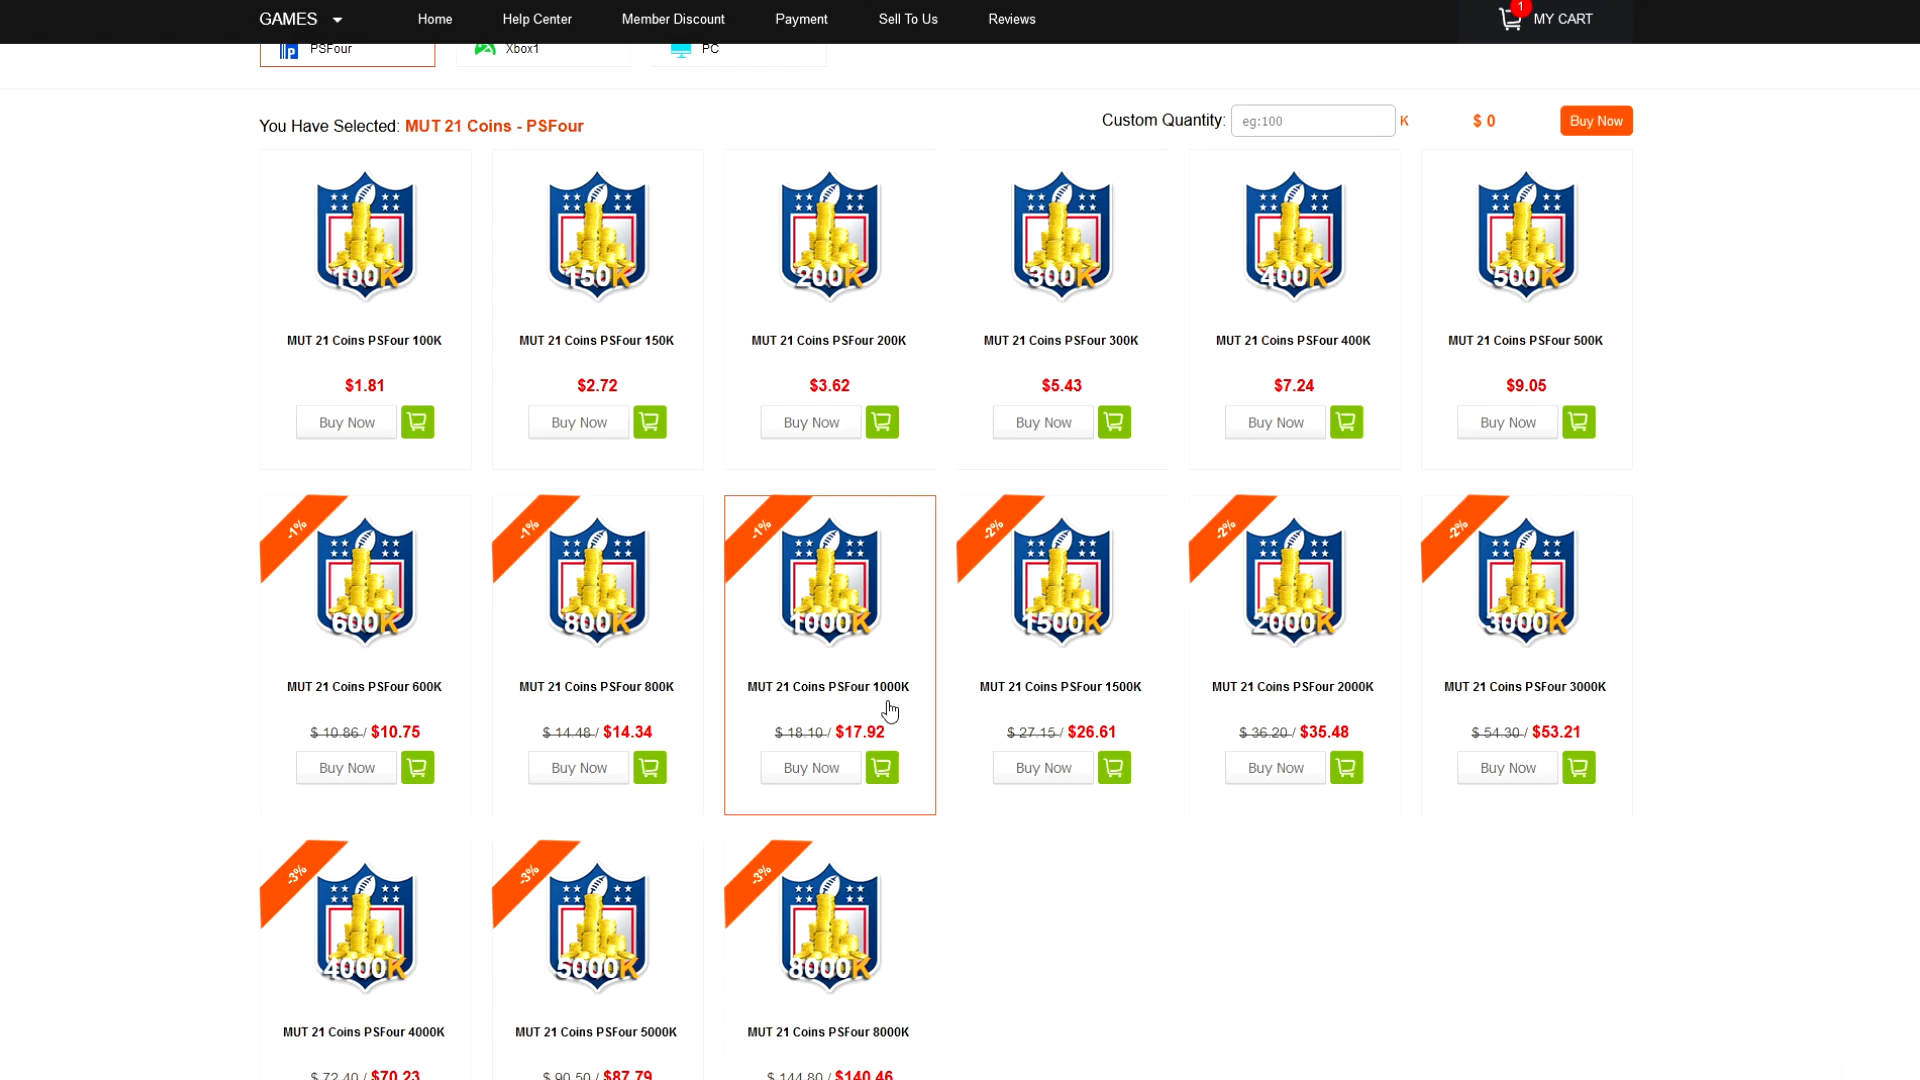 GAMES Home Help Center Member Discount Payment Sell To Us Reviews 1 MY CART
PSFour Xbox1 PC
You Have Selected: MUT 21 Coins - PSFour Custom Quantity: eg:100 K $ 0 Buy Now
100K 150K 200K 300K 400K 500K
MUT 21 Coins PSFour 100K MUT 21 Coins PSFour 150K MUT 21 Coins PSFour 200K MUT 21 Coins PSFour 300K MUT 21 Coins PSFour 400K MUT 21 Coins PSFour 500K
$1.81 $2.72 $3.62 $5.43 $7.24 $9.05
Buy Now Buy Now Buy Now Buy Now Buy Now Buy Now
-1% -1% -1% -2% -2% -2%
600K 800K 1000K 1500K 2000K 3000K
MUT 21 Coins PSFour 600K MUT 21 Coins PSFour 800K MUT 21 Coins PSFour 1000K MUT 21 Coins PSFour 1500K MUT 21 Coins PSFour 2000K MUT 21 Coins PSFour 3000K
$ 10.86 / $10.75 $ 14.48 / $14.34 $ 18.10 / $17.92 $ 27.15 / $26.61 $ 36.20 / $35.48 $ 54.30 / $53.21
Buy Now Buy Now Buy Now Buy Now Buy Now Buy Now
-3% -3% -3%
4000K 5000K 8000K
MUT 21 Coins PSFour 4000K MUT 21 Coins PSFour 5000K MUT 21 Coins PSFour 8000K
$ 72.40 / $70.23 $ 90.50 / $87.79 $ 144.80 / $140.46